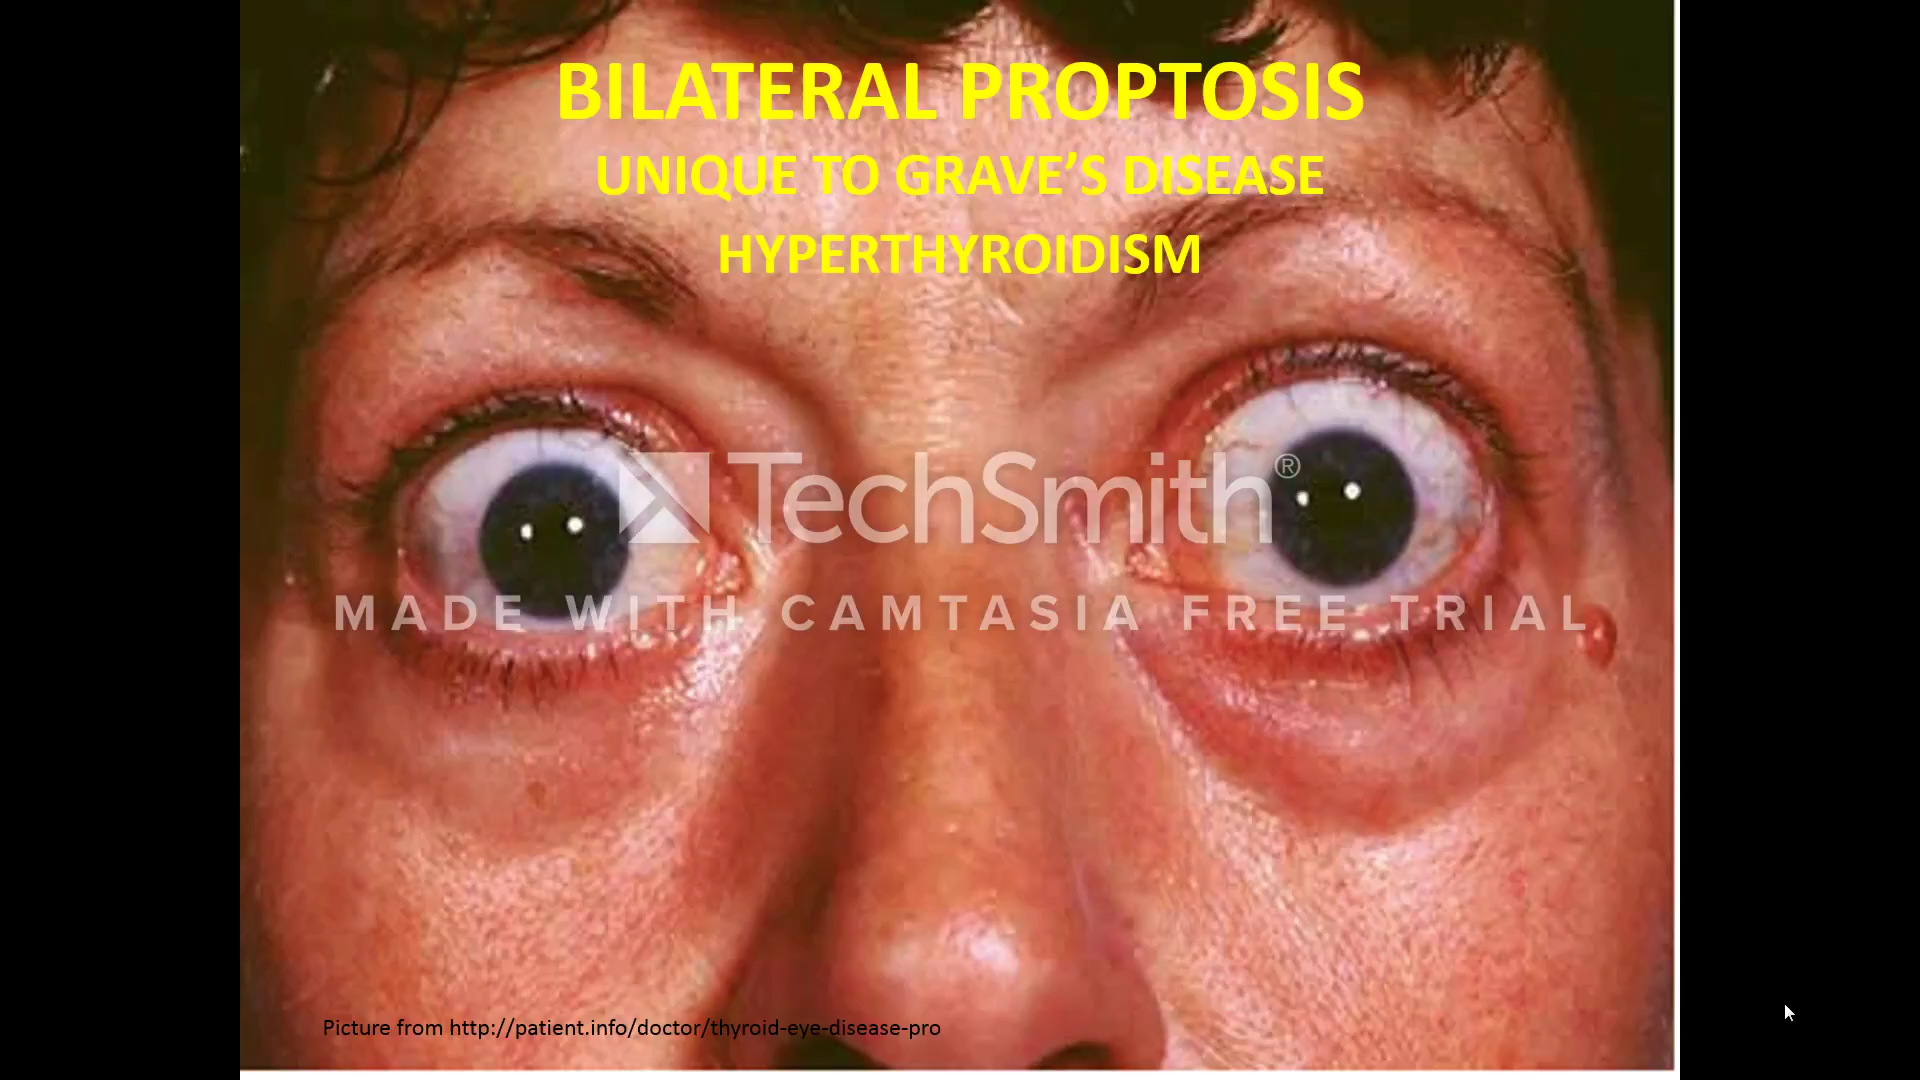 BILATERAL PROPTOSIS
UNIQUE TO GRAVE’S DISEASE
HYPERTHYROIDISM
TechSmith®
MADE WITH CAMTASIA FREE TRIAL
Picture from http://patient.info/doctor/thyroid-eye-disease-pro